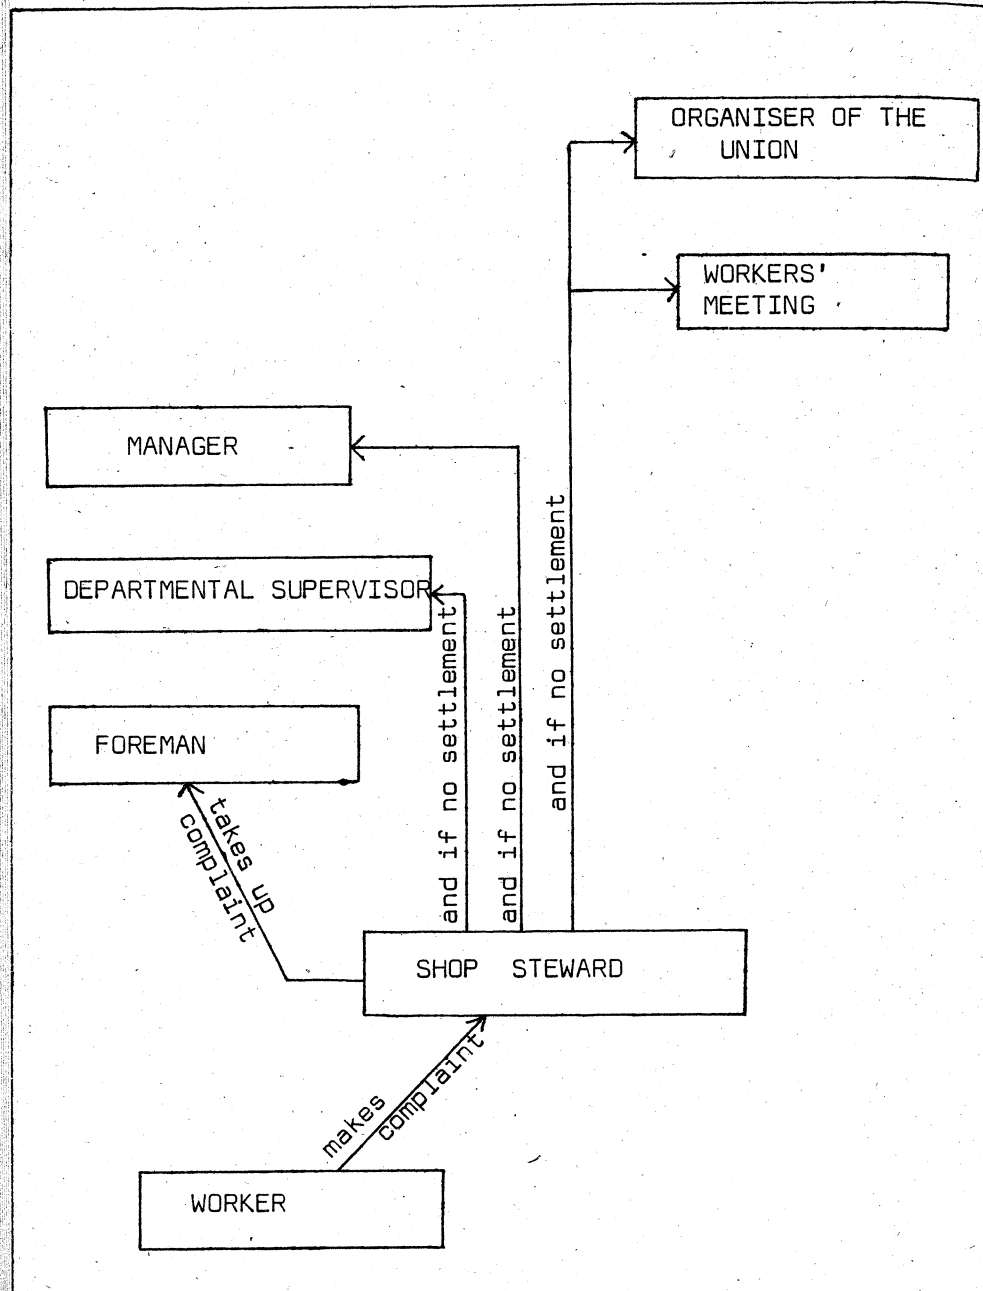 ORGANISER OF THE
UNION
WORKERS'
MEETING
MANAGER
DEPARTMENTAL SUPERVISOR
FOREMAN
takes up
complaint
and if no settlement
and if no settlement
and if no settlement
SHOP STEWARD
makes
complaint
WORKER